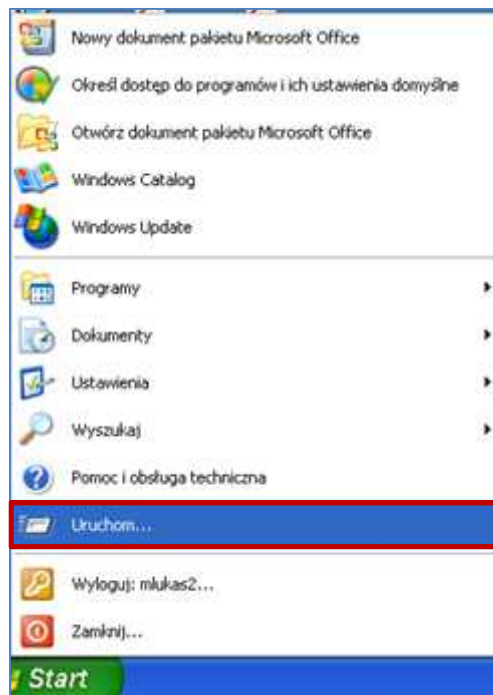 Nowy dokument pakietu Microsoft Office
Określ dostęp do programów i ich ustawienia domyślne
Otwórz dokument pakietu Microsoft Office
Windows Catalog
Windows Update
Programy
Dokumenty
Ustawienia
Wyszukaj
Pomoc i obsługa techniczna
Uruchom...
Wyloguj: mlukas2...
Zamknij...
Start